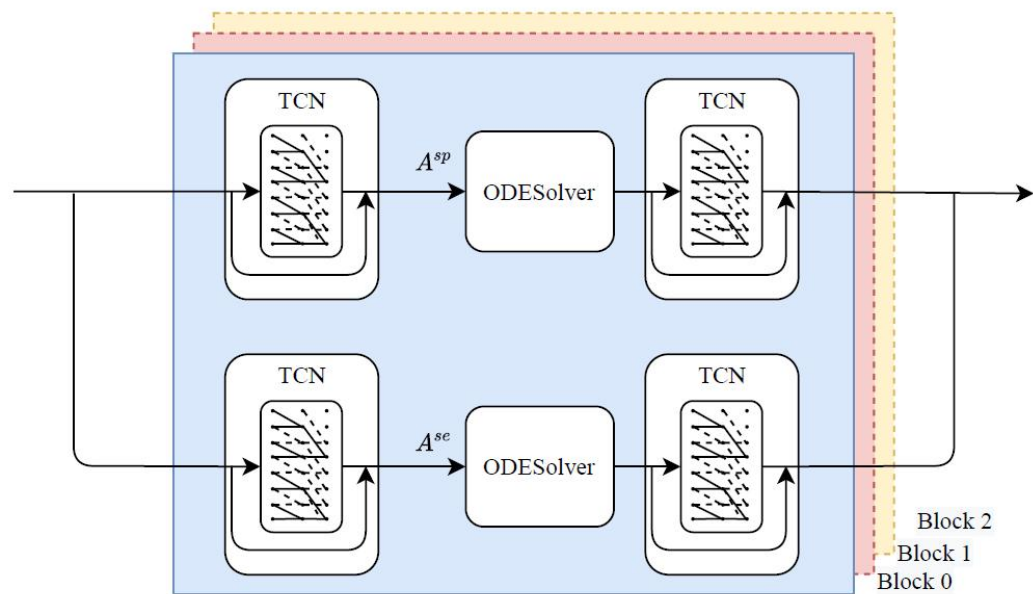 TCN
TCN
A^{sp}
ODESolver
TCN
TCN
A^{se}
ODESolver
Block 2
Block 1
Block 0